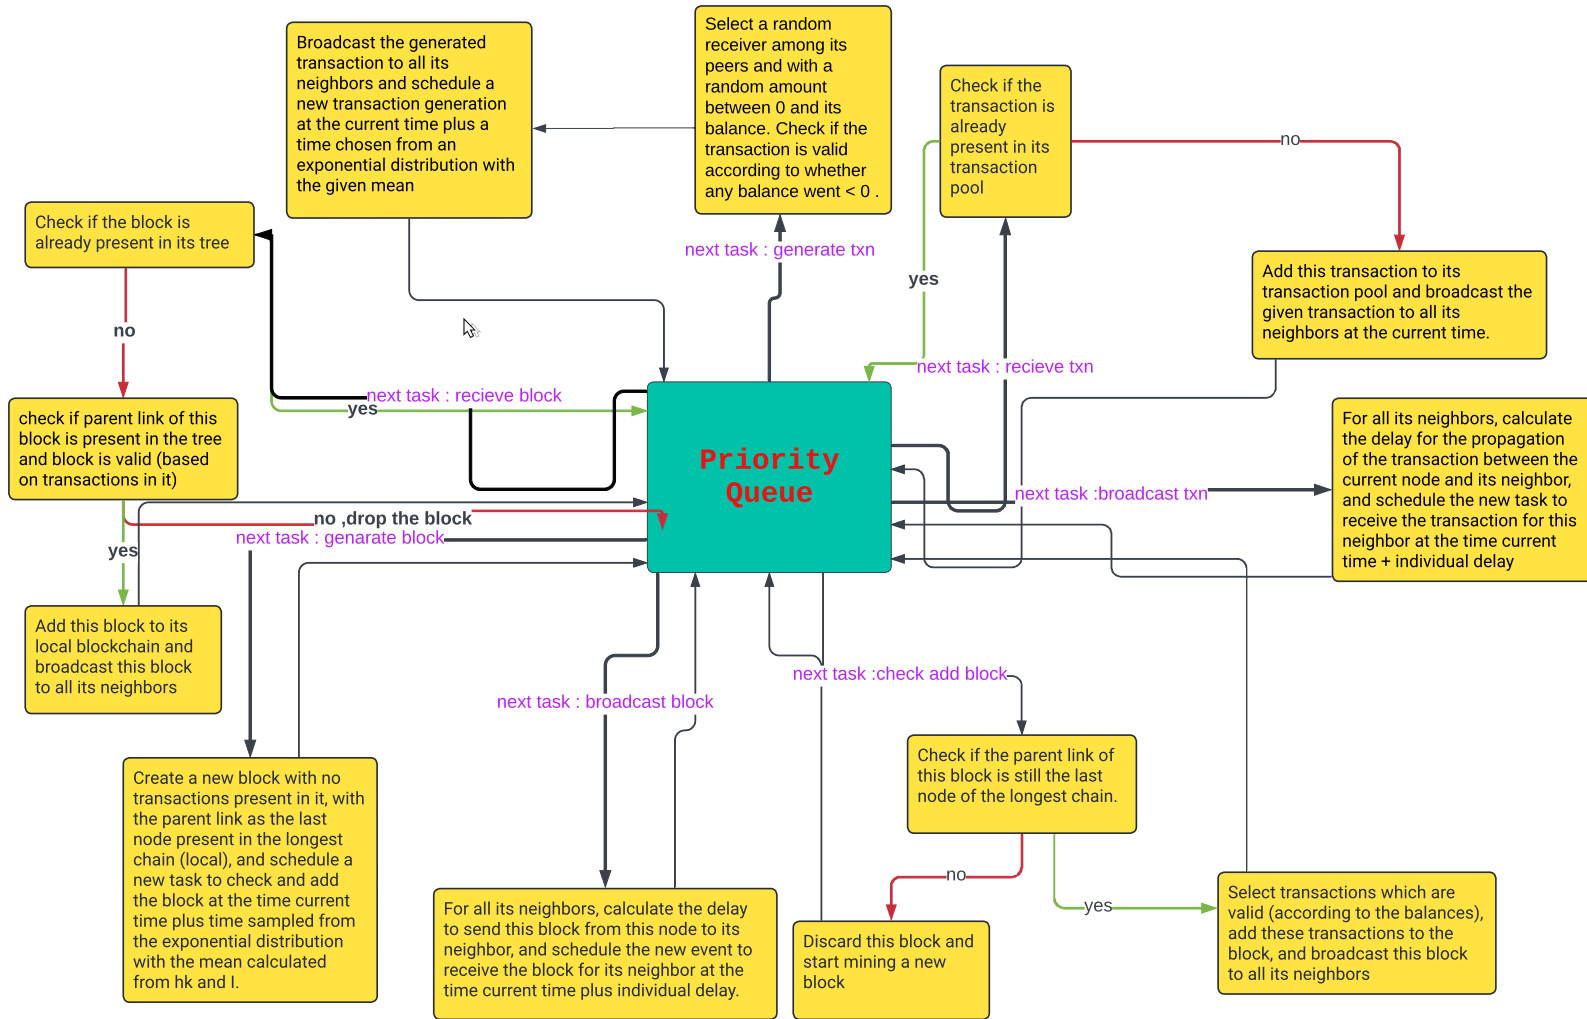 Broadcast the generated
transaction to all its
neighbors and schedule a
new transaction generation
at the current time plus a
time chosen from an
exponential distribution with
the given mean
Select a random
receiver among its
peers and with a
random amount
between 0 and its
balance. Check if the
transaction is valid
according to whether
any balance went < 0 .
Check if the
transaction is
already
present in its
transaction
pool
no
Check if the block is
already present in its tree
next task : generate txn
yes
Add this transaction to its
transaction pool and broadcast the
given transaction to all its
neighbors at the current time.
no
next task : recieve txn
next task : recieve block
yes
check if parent link of this
block is present in the tree
and block is valid (based
on transactions in it)
Priority
Queue
For all its neighbors, calculate
the delay for the propagation
of the transaction between the
current node and its neighbor,
and schedule the new task to
receive the transaction for this
neighbor at the time current
time + individual delay
next task :broadcast txn
no ,drop the block
next task : genarate block
yes
Add this block to its
local blockchain and
broadcast this block
to all its neighbors
next task : broadcast block
next task :check add block
Check if the parent link of
this block is still the last
node of the longest chain.
Create a new block with no
transactions present in it, with
the parent link as the last
node present in the longest
chain (local), and schedule a
new task to check and add
the block at the time current
time plus time sampled from
the exponential distribution
with the mean calculated
from hk and I.
no
yes
For all its neighbors, calculate the delay
to send this block from this node to its
neighbor, and schedule the new event to
receive the block for its neighbor at the
time current time plus individual delay.
Discard this block and
start mining a new
block
Select transactions which are
valid (according to the balances),
add these transactions to the
block, and broadcast this block
to all its neighbors